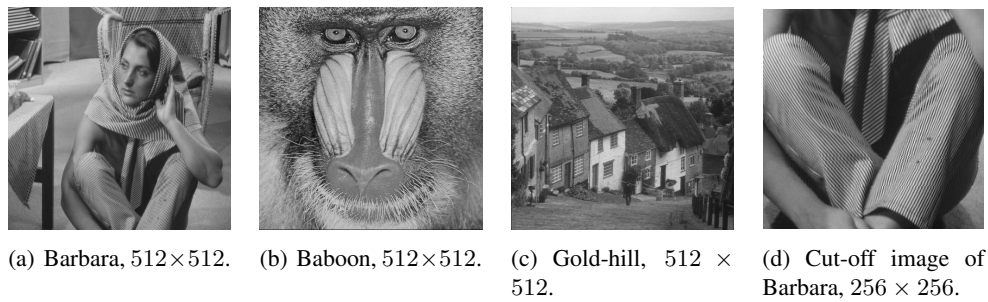 (a) Barbara, 512×512.
(b) Baboon, 512×512.
(c) Gold-hill, 512 ×
512.
(d) Cut-off image of
Barbara, 256 × 256.